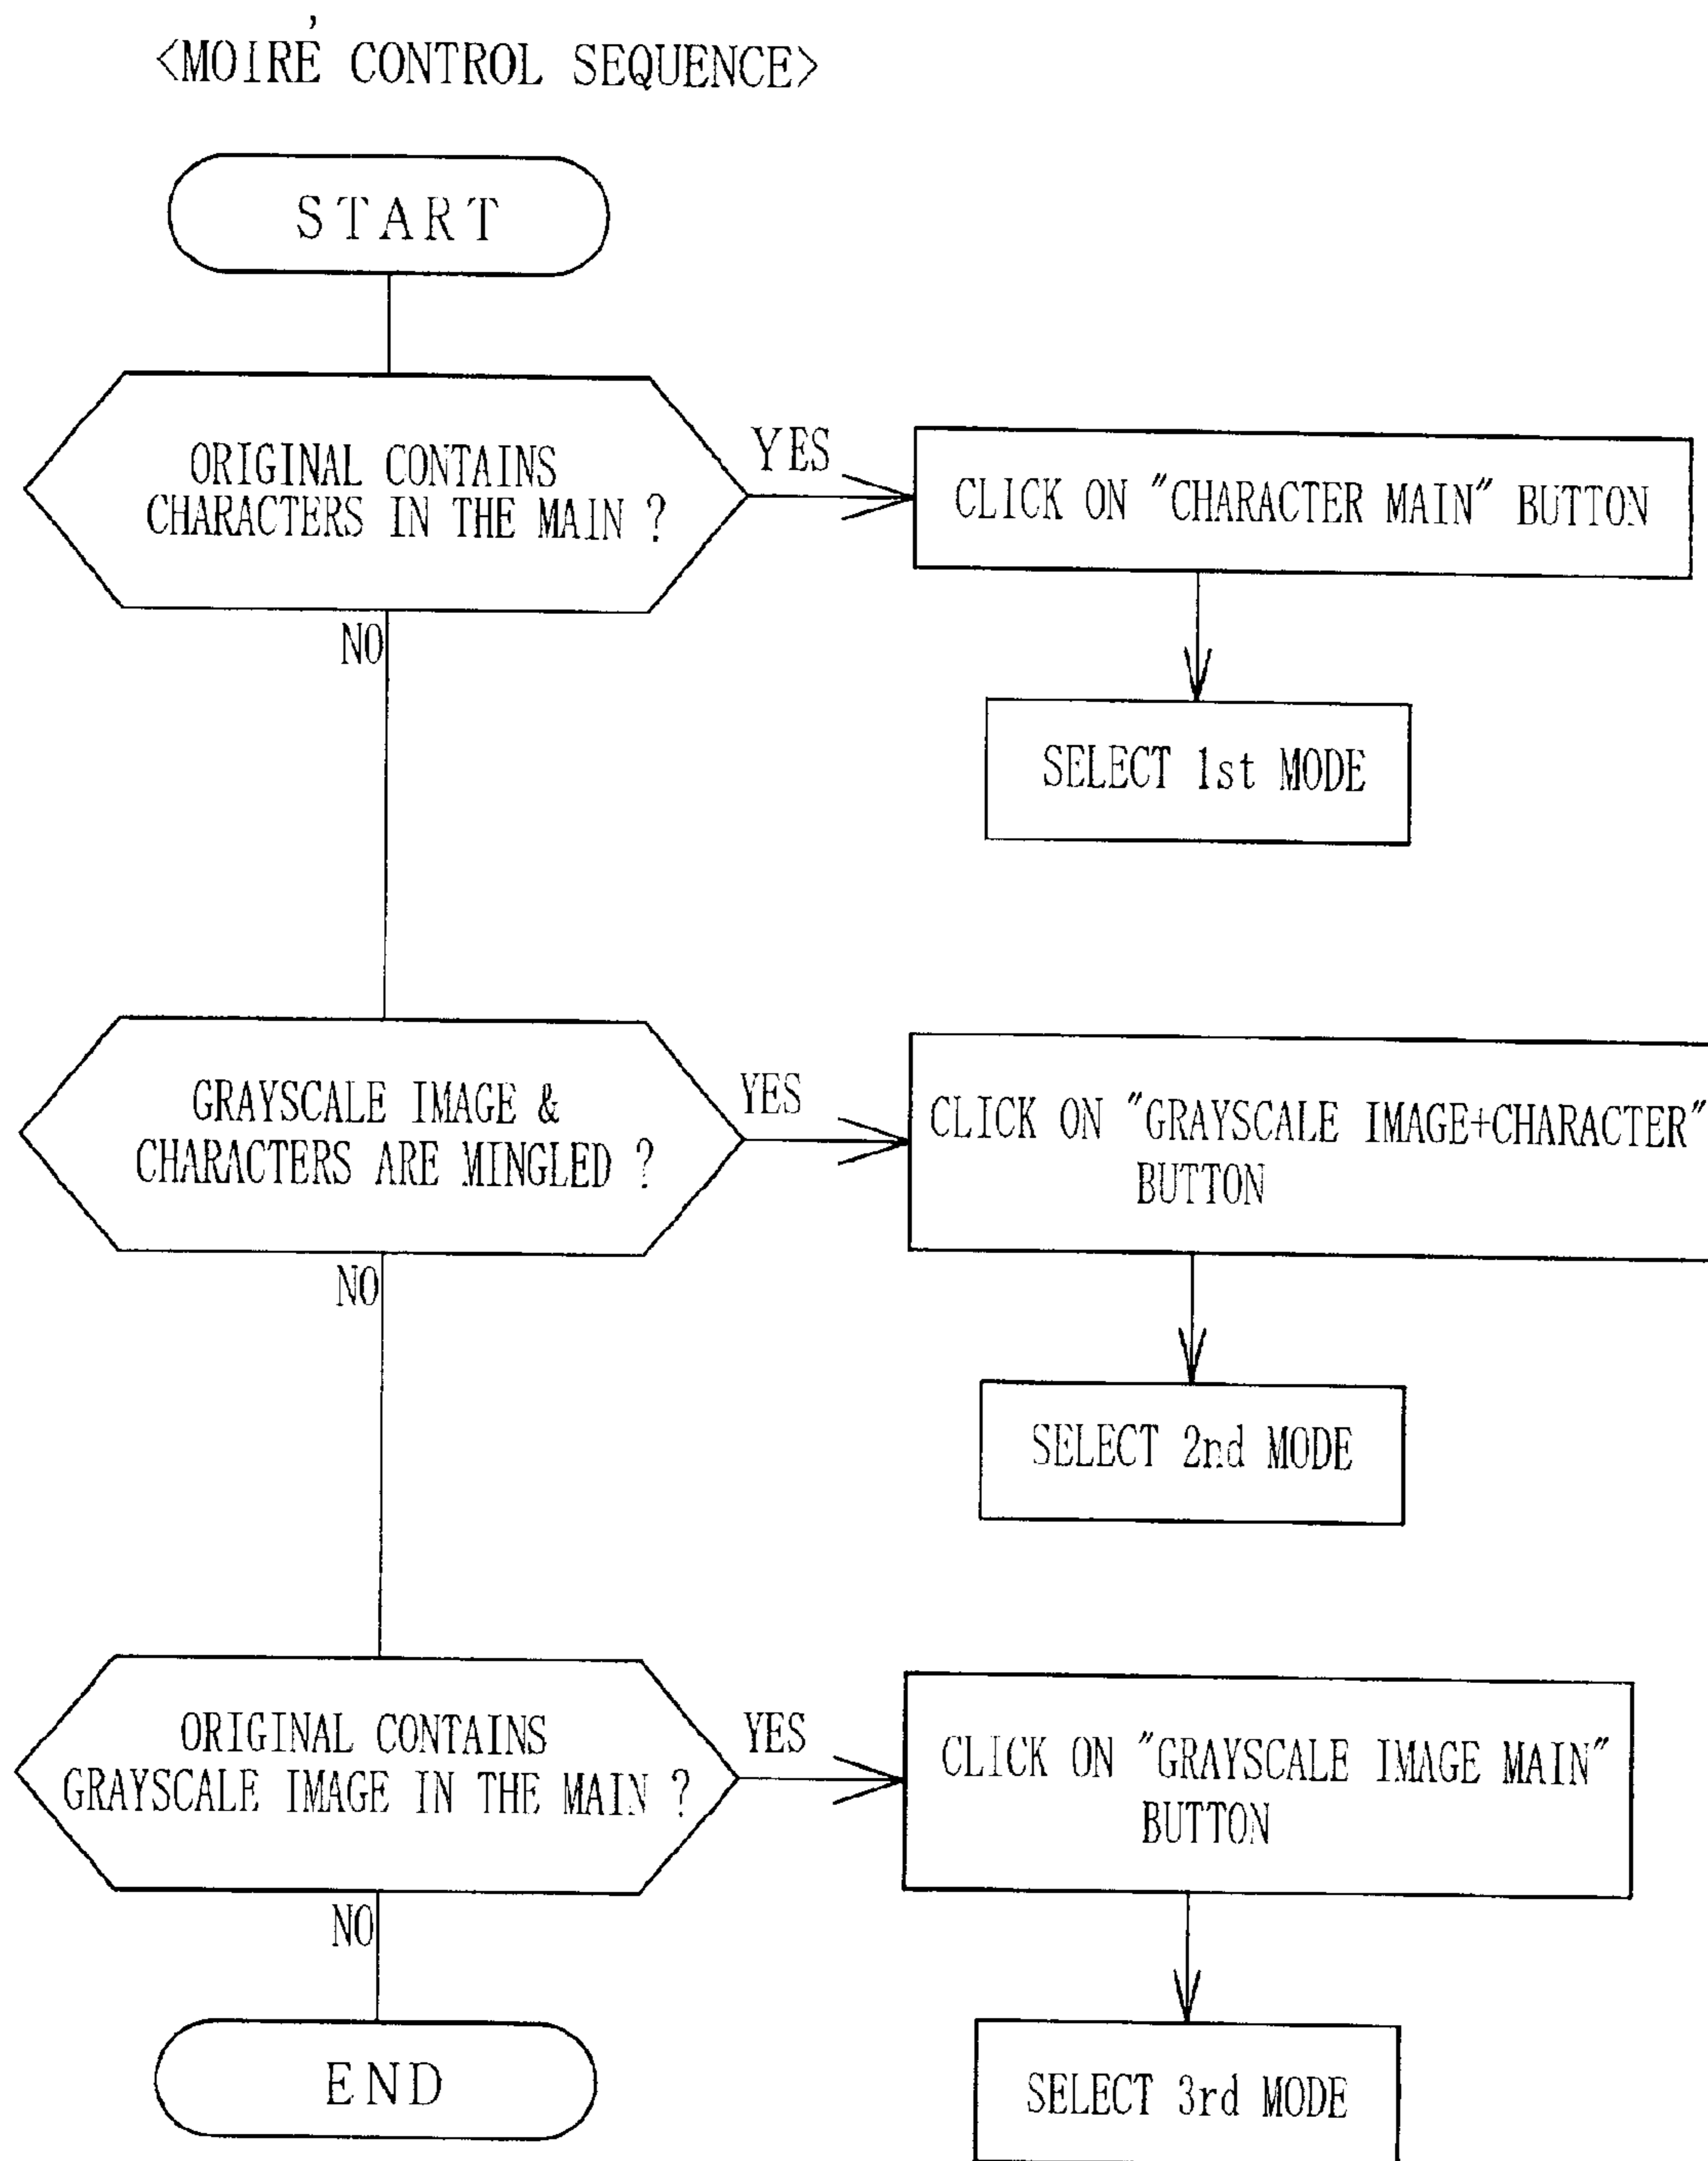 <MOIRÉ CONTROL SEQUENCE>
START
ORIGINAL CONTAINS
CHARACTERS IN THE MAIN ?
YES
CLICK ON "CHARACTER MAIN" BUTTON
NO
SELECT 1st MODE
GRAYSCALE IMAGE &
CHARACTERS ARE MINGLED ?
YES
CLICK ON "GRAYSCALE IMAGE+CHARACTER"
BUTTON
NO
SELECT 2nd MODE
ORIGINAL CONTAINS
GRAYSCALE IMAGE IN THE MAIN ?
YES
CLICK ON "GRAYSCALE IMAGE MAIN"
BUTTON
NO
END
SELECT 3rd MODE